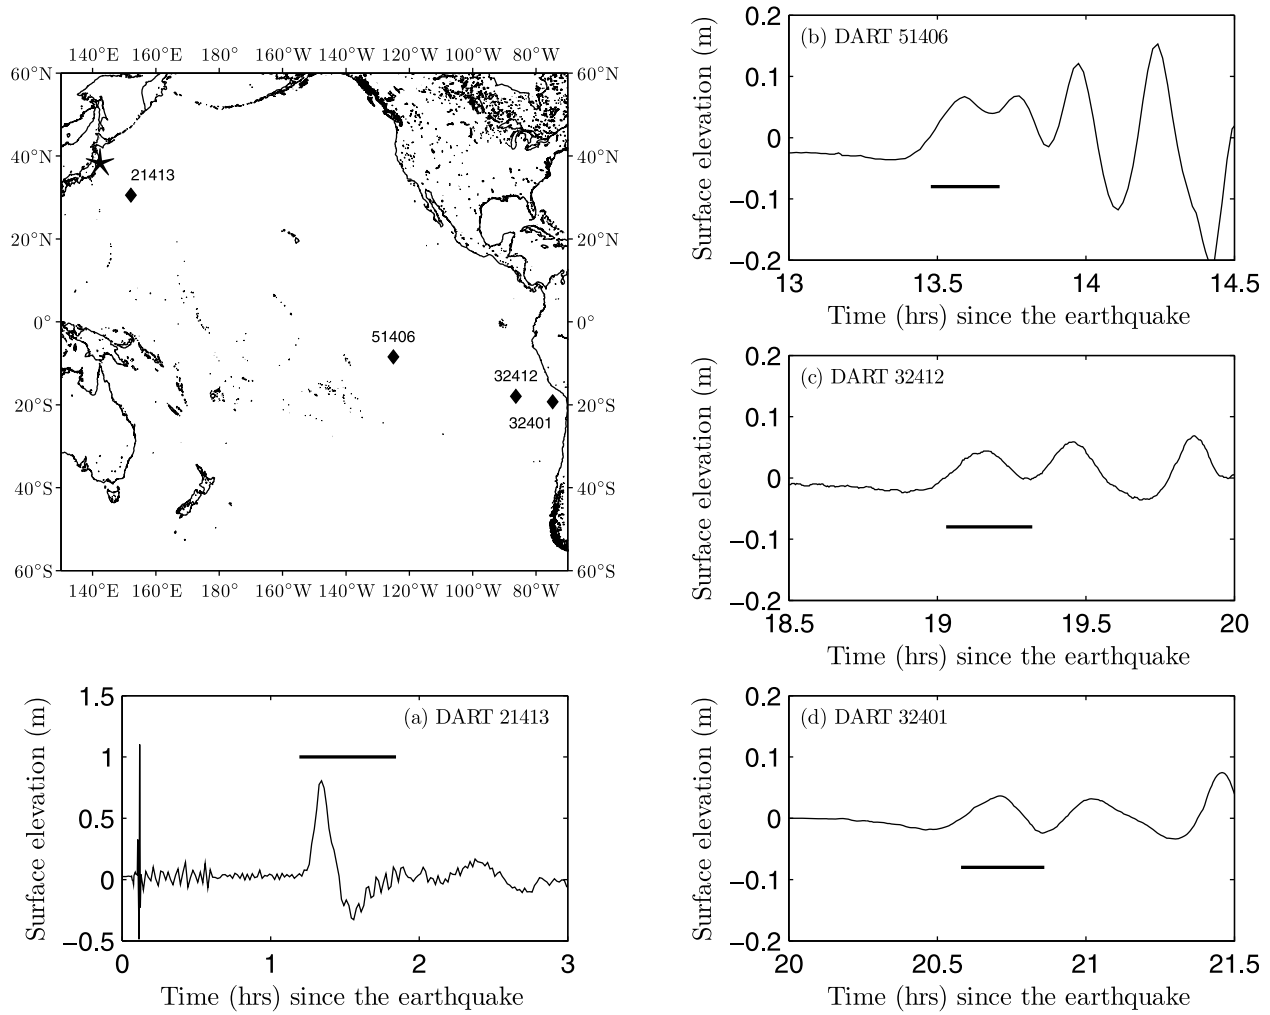 140°E 160°E 180° 160°W 140°W 120°W 100°W 80°W
60°N 60°N
40°N 40°N
21413
20°N 20°N
0° 0°
51406
32412
20°S 20°S
32401
40°S 40°S
60°S 60°S
140°E 160°E 180° 160°W 140°W 120°W 100°W 80°W
1.5
1
0.5
0
−0.5
Surface elevation (m)
(a) DART 21413
0 1 2 3
Time (hrs) since the earthquake
0.2
0.1
0
−0.1
−0.2
Surface elevation (m)
(b) DART 51406
13 13.5 14 14.5
Time (hrs) since the earthquake
0.2
0.1
0
−0.1
−0.2
Surface elevation (m)
(c) DART 32412
18.5 19 19.5 20
Time (hrs) since the earthquake
0.2
0.1
0
−0.1
−0.2
Surface elevation (m)
(d) DART 32401
20 20.5 21 21.5
Time (hrs) since the earthquake